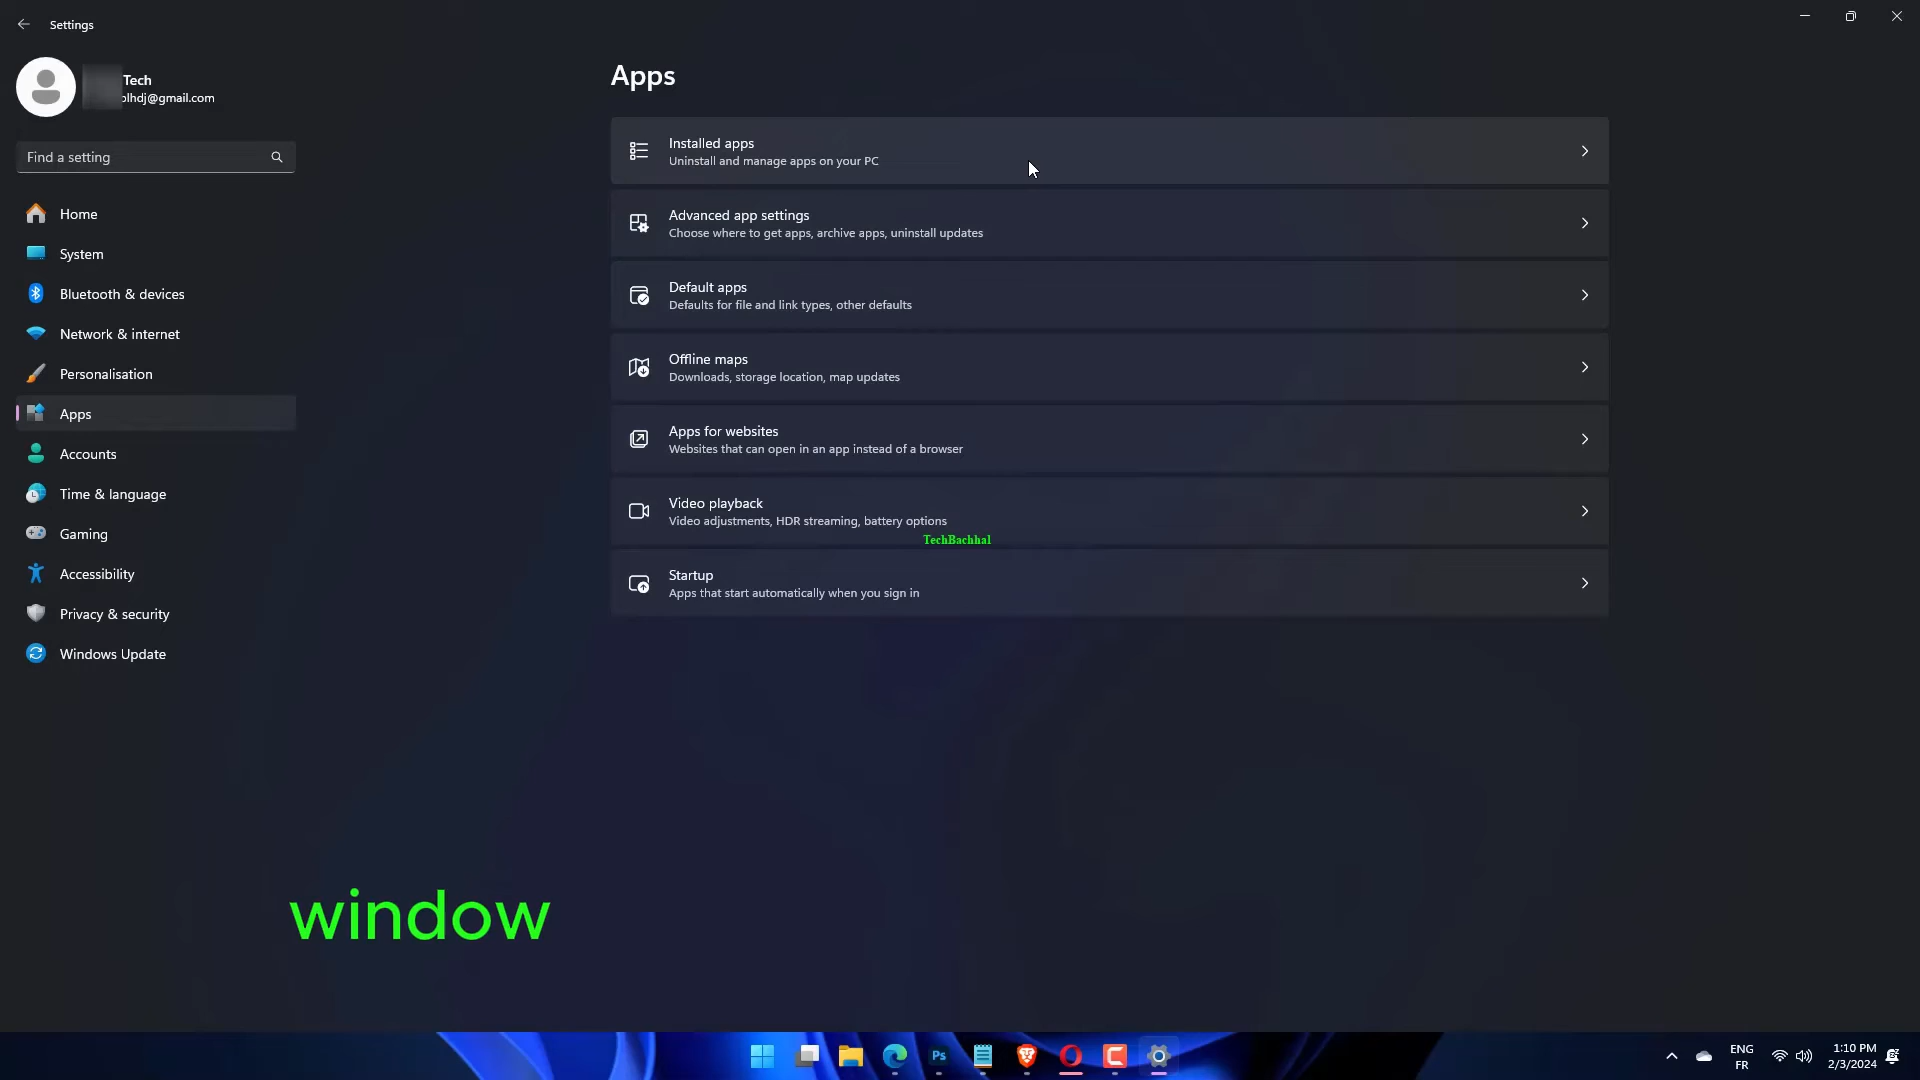 Settings
Tech
olhdj@gmail.com
Find a setting
Home
System
Bluetooth & devices
Network & internet
Personalisation
Apps
Accounts
Time & language
Gaming
Accessibility
Privacy & security
Windows Update
Apps
Installed apps
Uninstall and manage apps on your PC
Advanced app settings
Choose where to get apps, archive apps, uninstall updates
Default apps
Defaults for file and link types, other defaults
Offline maps
Downloads, storage location, map updates
Apps for websites
Websites that can open in an app instead of a browser
Video playback
Video adjustments, HDR streaming, battery options
TechBachhal
Startup
Apps that start automatically when you sign in
window
Ps
ENG
FR
1:10 PM
2/3/2024